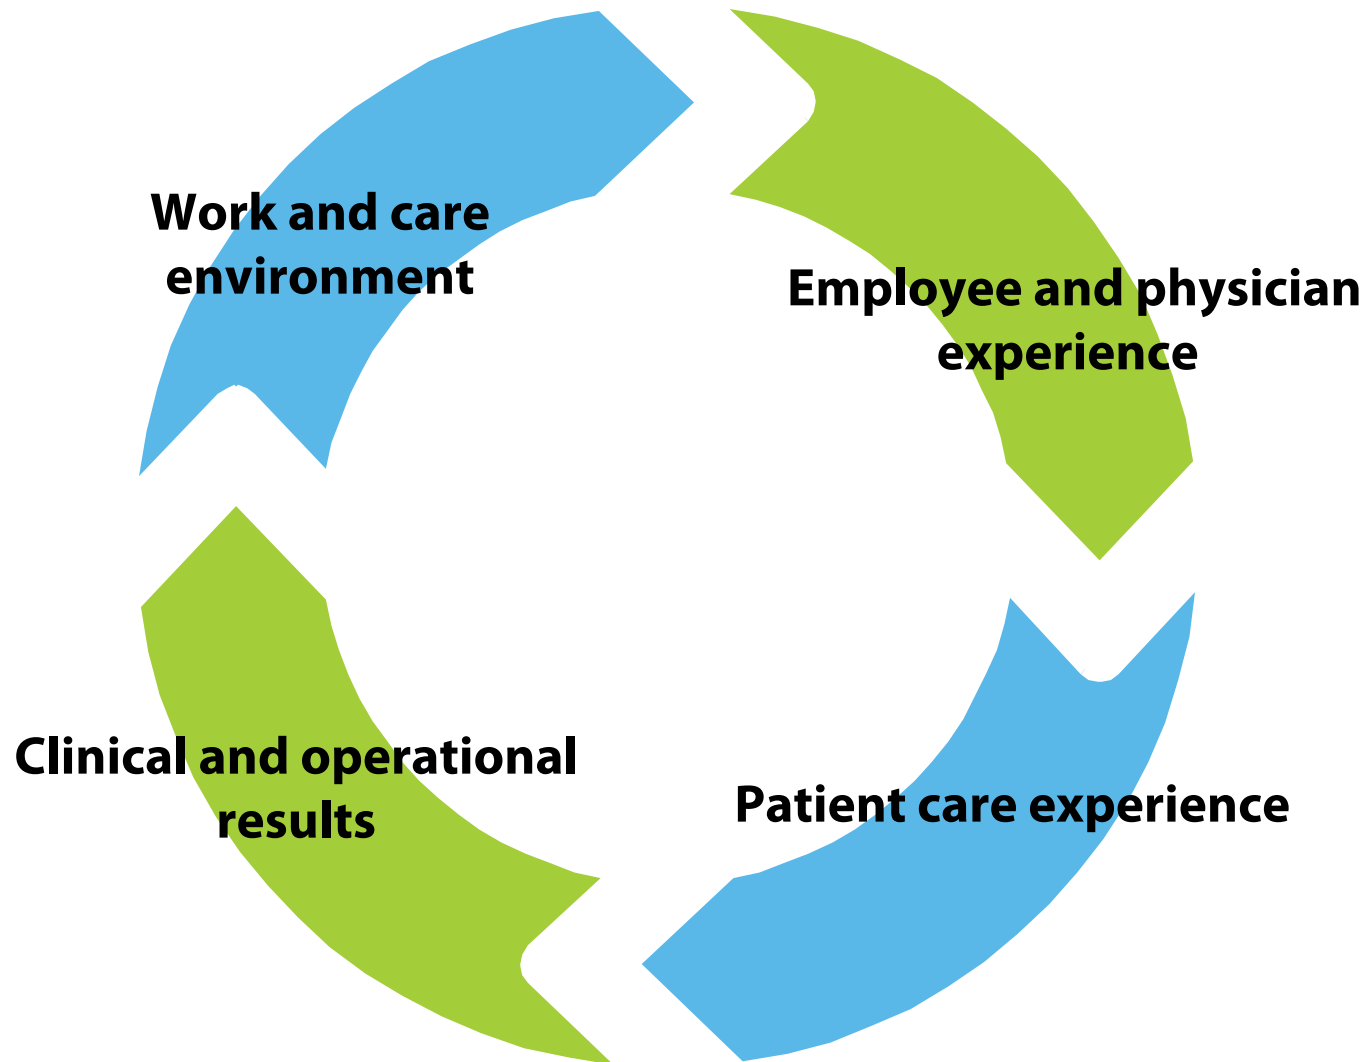 Work and care
environment
Employee and physician
experience
Clinical and operational
results
Patient care experience